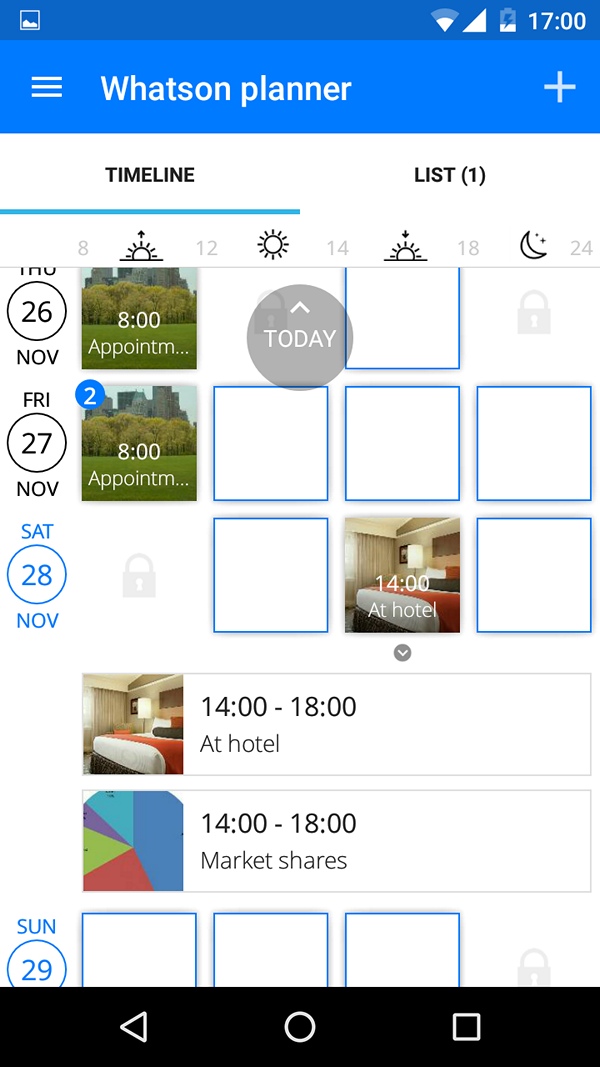 17:00
Whatson planner
TIMELINE
LIST (1)
8 12 14 18 24
THU
26
NOV
8:00
Appointm...
TODAY
FRI
27
NOV
2
8:00
Appointm...
SAT
28
NOV
14:00
At hotel
14:00 - 18:00
At hotel
14:00 - 18:00
Market shares
SUN
29